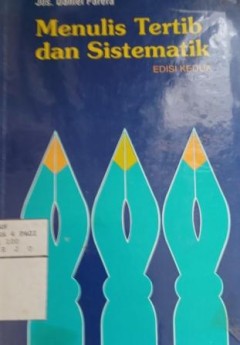 Jos. Daniel Parera
Menulis Tertib
dan Sistematik
EDISI KEDUA